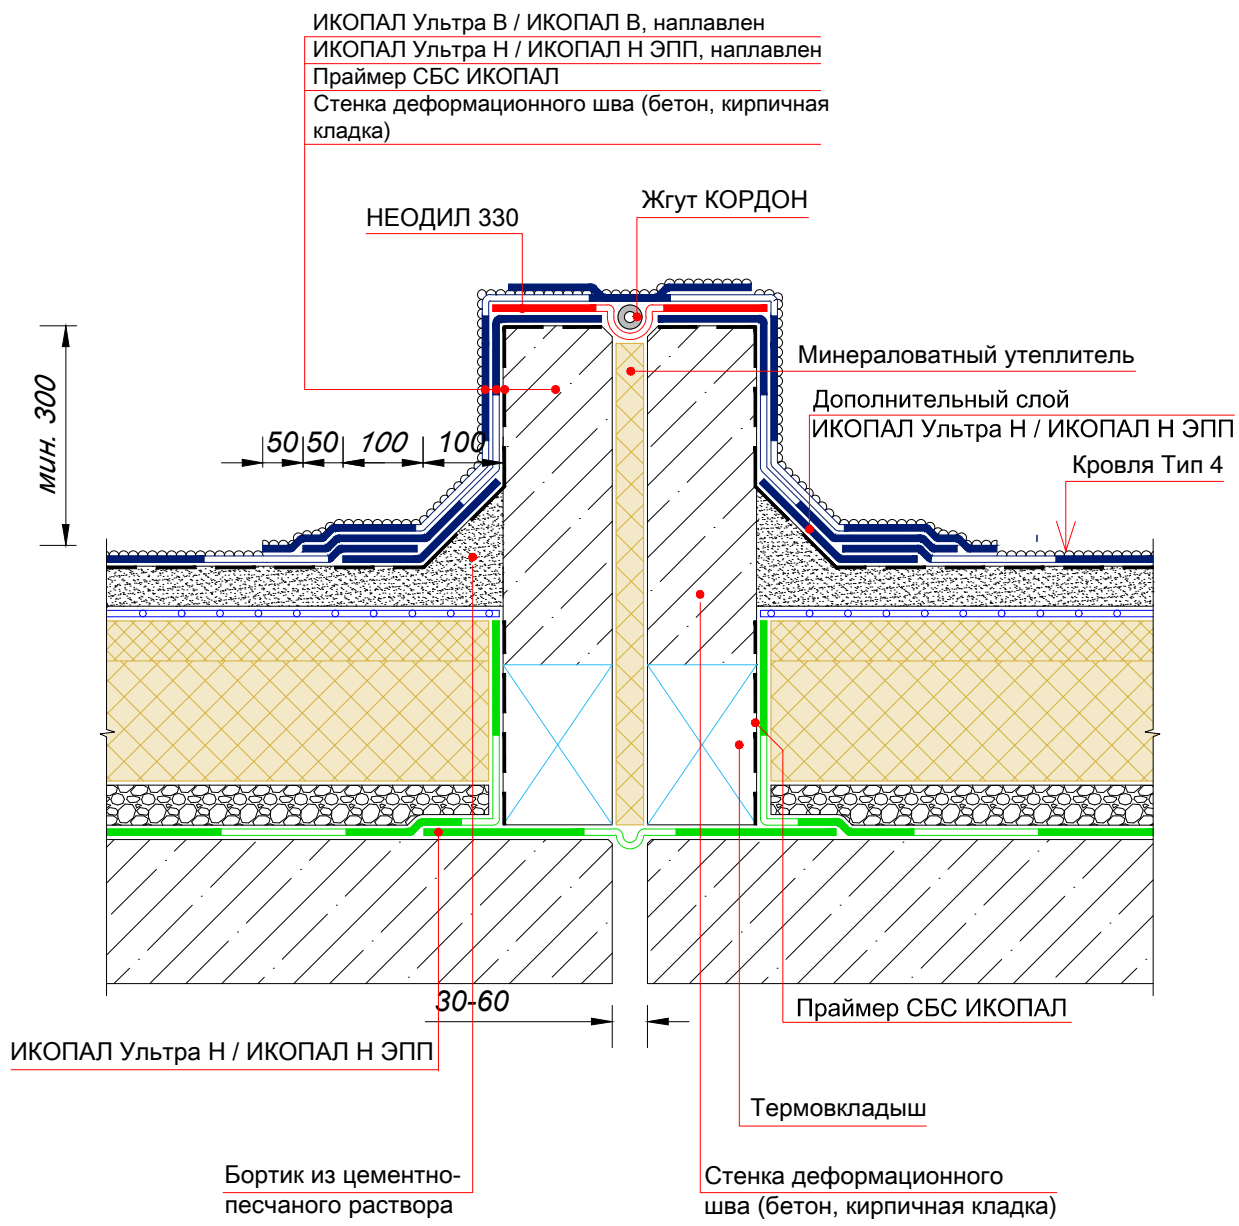 ИКОПАЛ Ультра В / ИКОПАЛ В, наплавлен
ИКОПАЛ Ультра Н / ИКОПАЛ Н ЭПП, наплавлен
Праймер СБС ИКОПАЛ
Стенка деформационного шва (бетон, кирпичная
кладка)
Жгут КОРДОН
НЕОДИЛ 330
Минераловатный утеплитель
Дополнительный слой
ИКОПАЛ Ультра Н / ИКОПАЛ Н ЭПП
Кровля Тип 4
мин. 300
50
50
100
100
30-60
Праймер СБС ИКОПАЛ
ИКОПАЛ Ультра Н / ИКОПАЛ Н ЭПП
Термовкладыш
Бортик из цементно-
песчаного раствора
Стенка деформационного
шва (бетон, кирпичная кладка)